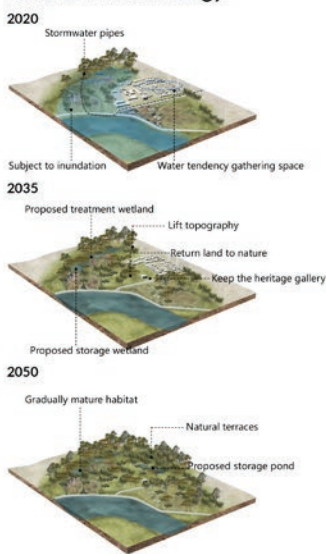 2020
Stormwater pipes
Subject to inundation
Water tendency gathering space
2035
Proposed treatment wetland
Lift topography
Return land to nature
Keep the heritage gallery
Proposed storage wetland
2050
Gradually mature habitat
Natural terraces
Proposed storage pond